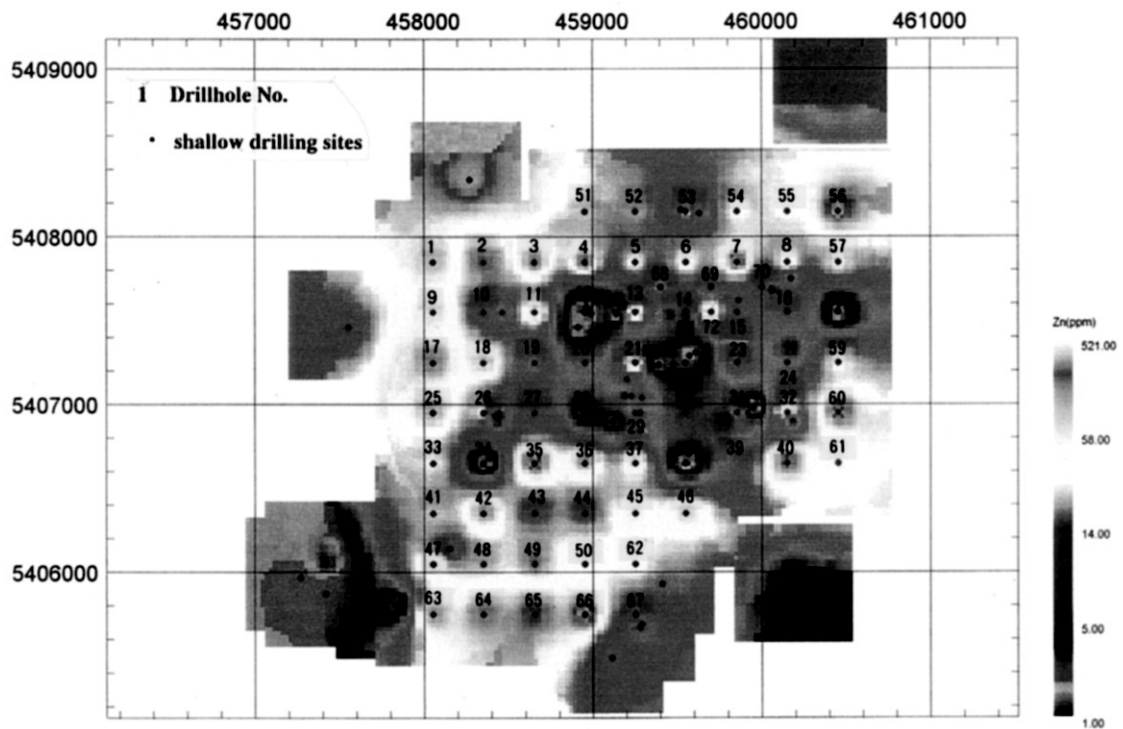 457000 458000 459000 460000 461000
5409000
1 Drillhole No.
• shallow drilling sites
51 52 53 54 55 56
5408000
1 2 3 4 5 6 7 8 57
68 69 70
9 10 11 13 14 16
72 15
Zn(ppm)
521.00
17 18 19 20 21 23 59
24
5407000
25 26 27 32 60
29
58.00
33 34 35 36 37 39 40 61
41 42 43 44 45 46
14.00
47 48 49 50 62
5406000
63 64 65 66 67
5.00
1.00